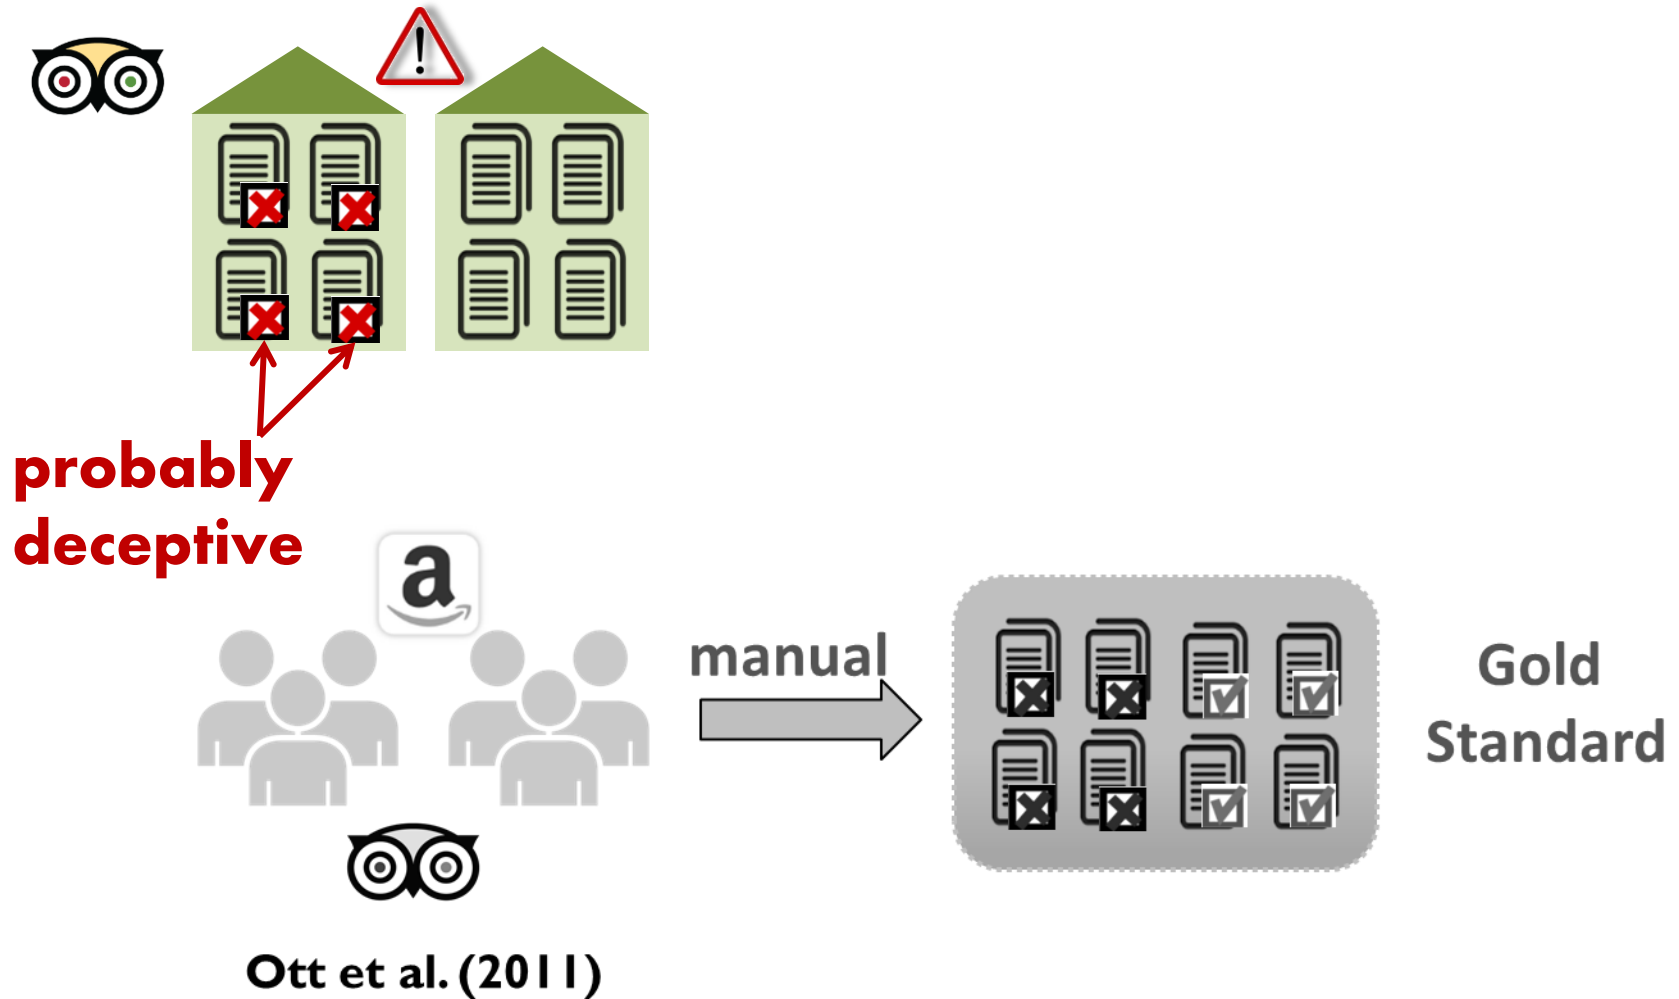 probably
deceptive
a
manual
Gold
Standard
Ott et al. (2011)